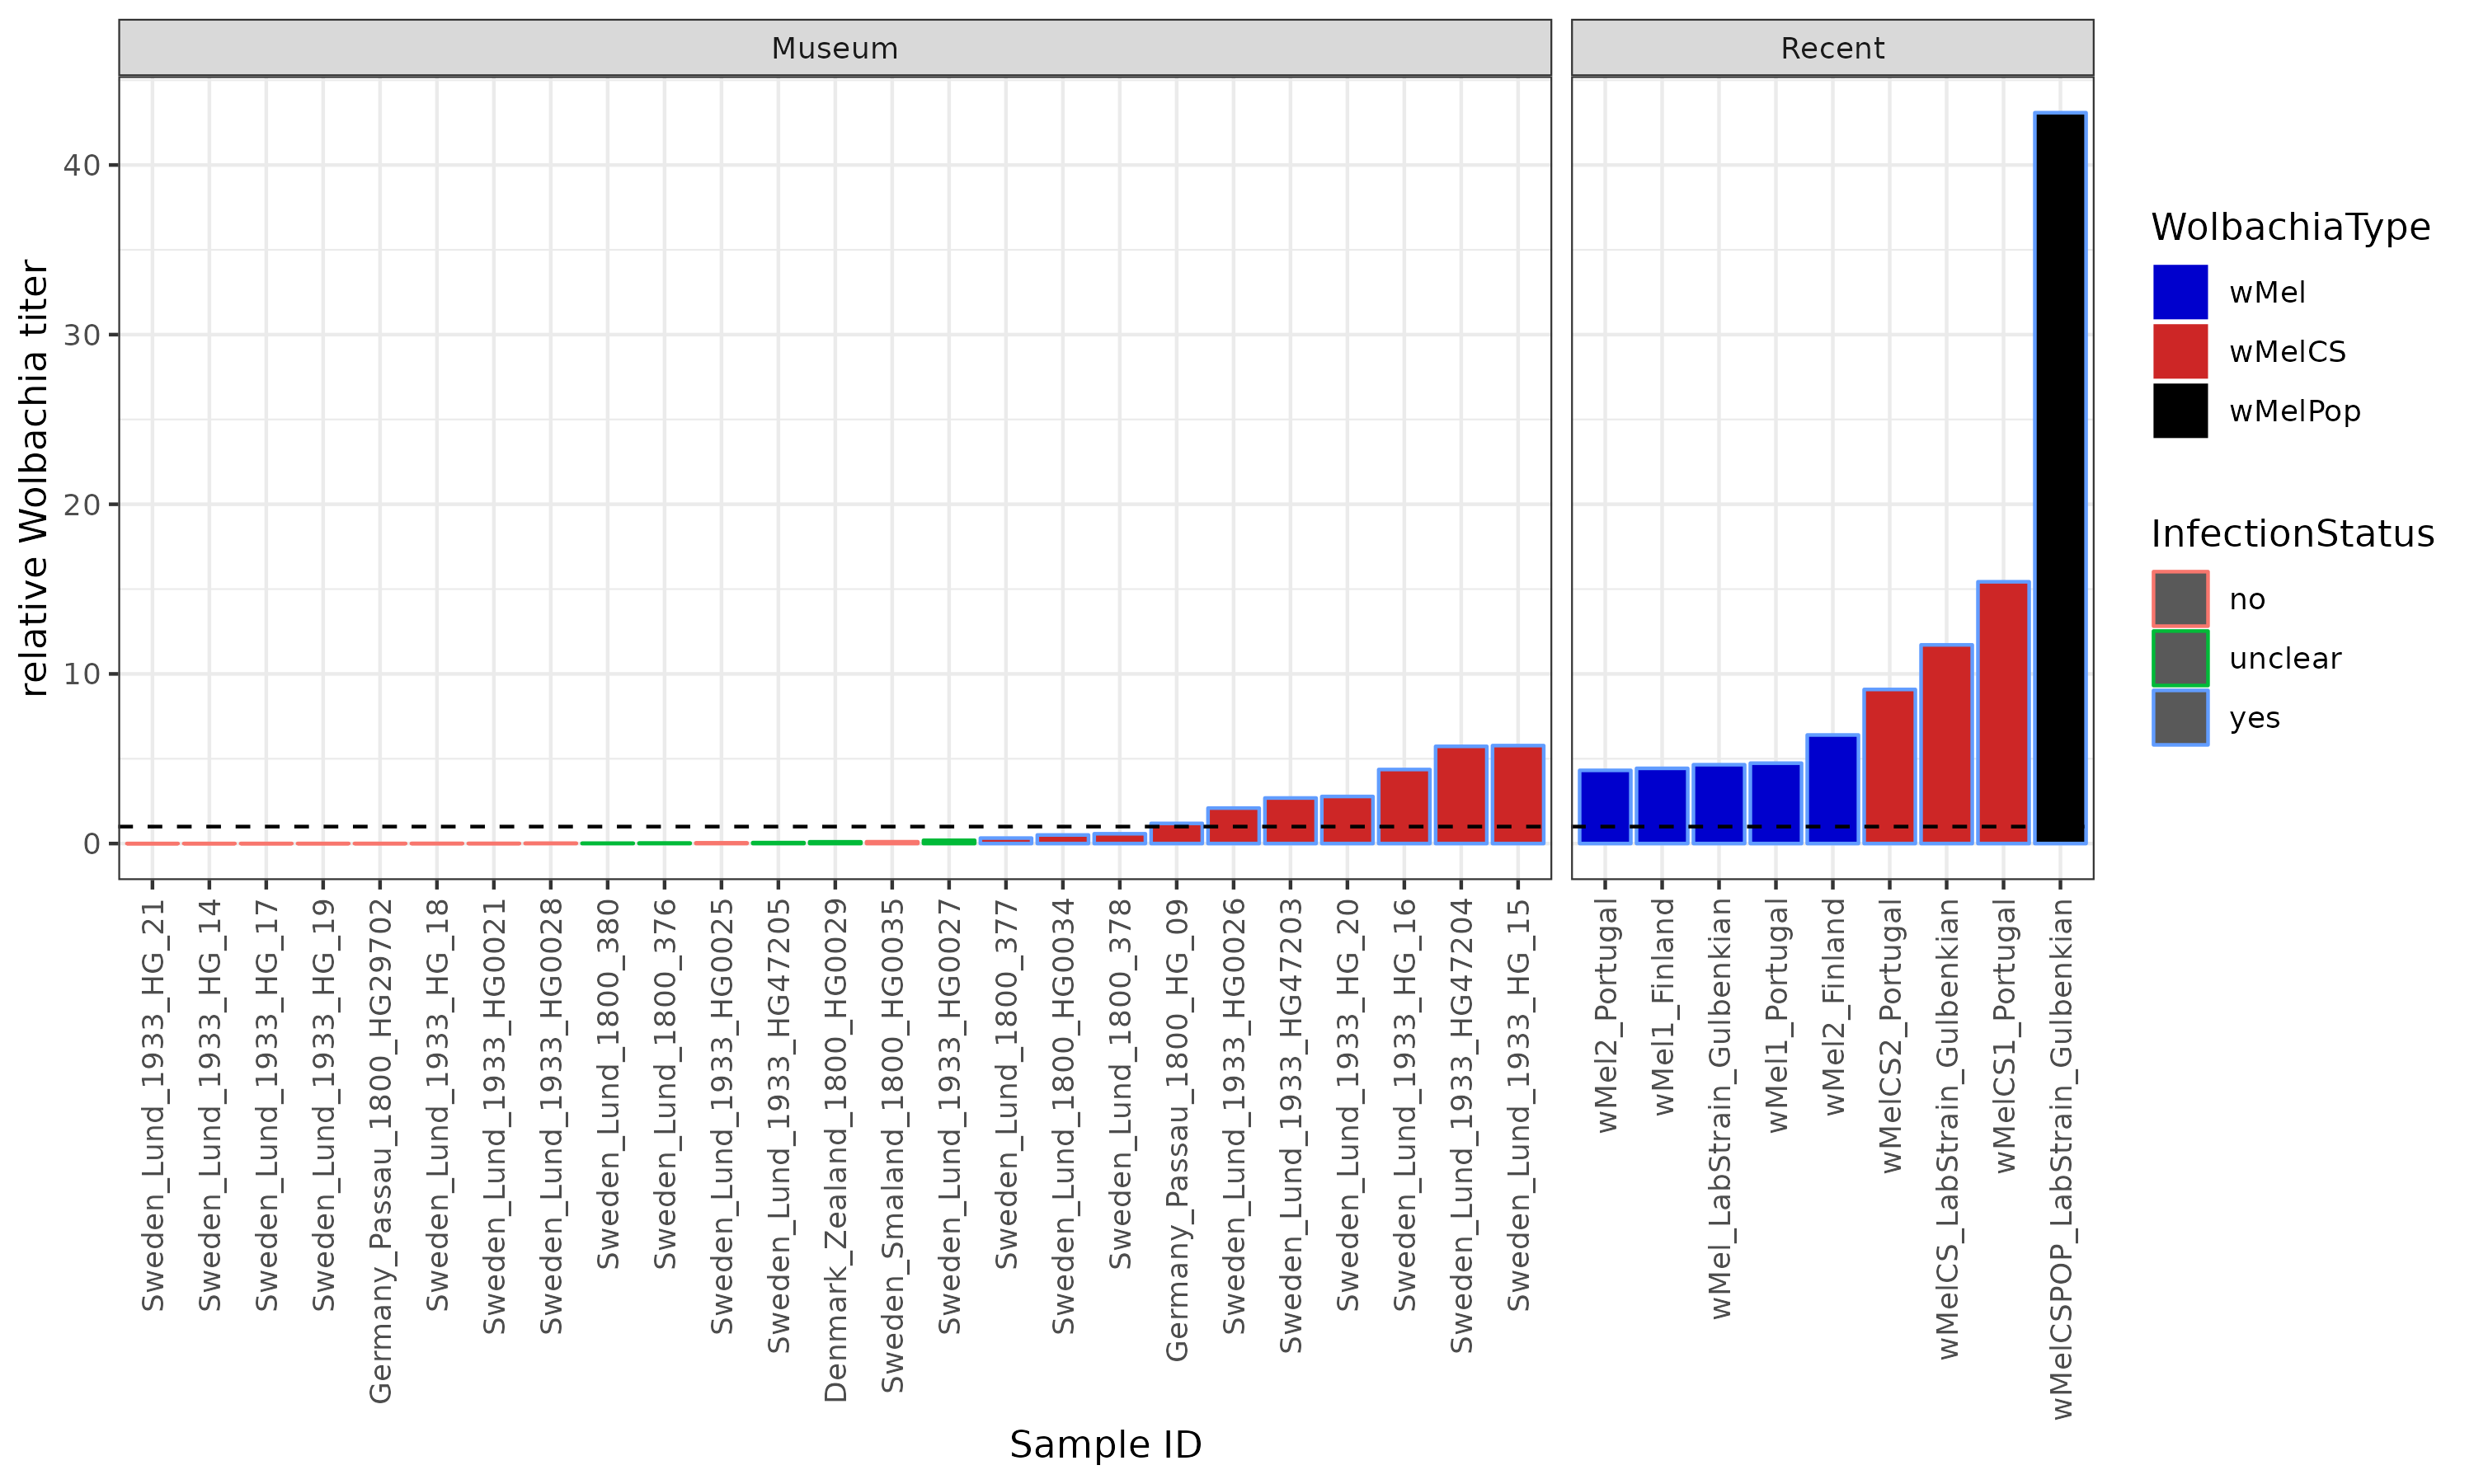 Museum
Recent
relative Wolbachia titer
40
30
20
10
0
Sweden_Lund_1933_HG_21
Sweden_Lund_1933_HG_14
Sweden_Lund_1933_HG_17
Sweden_Lund_1933_HG_19
Germany_Passau_1800_HG29702
Sweden_Lund_1933_HG_18
Sweden_Lund_1933_HG0021
Sweden_Lund_1933_HG0028
Sweden_Lund_1800_380
Sweden_Lund_1800_376
Sweden_Lund_1933_HG0025
Sweden_Lund_1933_HG47205
Denmark_Zealand_1800_HG0029
Sweden_Smaland_1800_HG0035
Sweden_Lund_1933_HG0027
Sweden_Lund_1800_377
Sweden_Lund_1800_HG0034
Sweden_Lund_1800_378
Germany_Passau_1800_HG_09
Sweden_Lund_1933_HG0026
Sweden_Lund_1933_HG47203
Sweden_Lund_1933_HG_20
Sweden_Lund_1933_HG_16
Sweden_Lund_1933_HG47204
Sweden_Lund_1933_HG_15
wMel2_Portugal
wMel1_Finland
wMel_LabStrain_Gulbenkian
wMel1_Portugal
wMel2_Finland
wMelCS2_Portugal
wMelCS_LabStrain_Gulbenkian
wMelCS1_Portugal
wMelCSPOP_LabStrain_Gulbenkian
Sample ID
WolbachiaType
wMel
wMelCS
wMelPop
InfectionStatus
no
unclear
yes